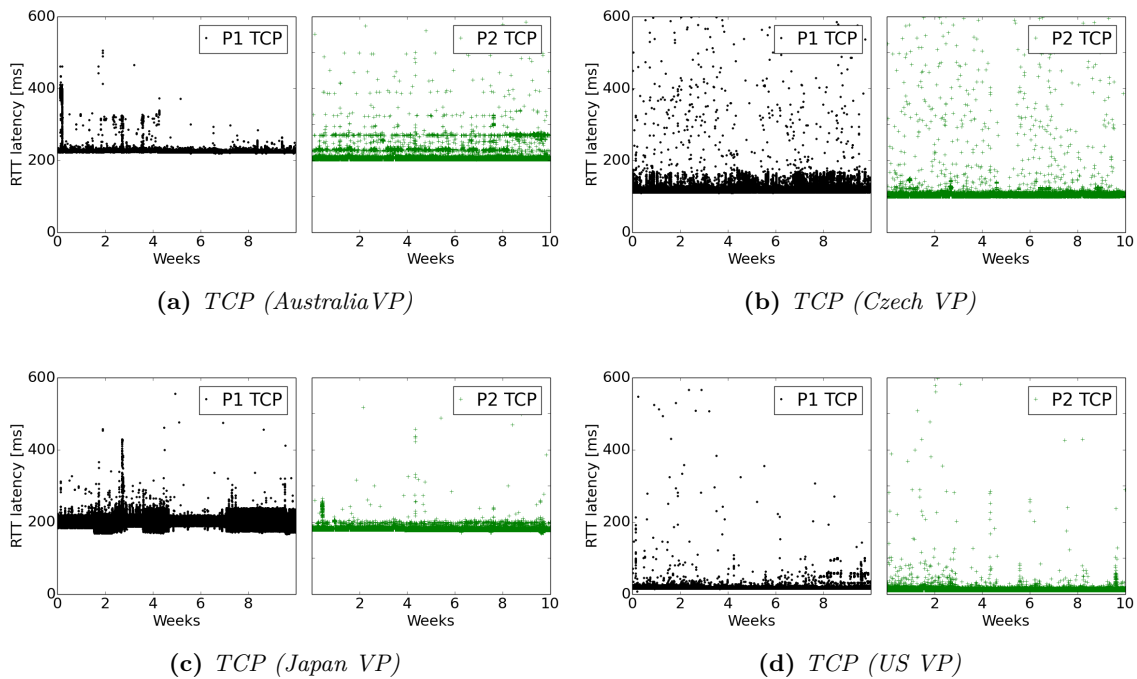 600
400
200
0
RTT latency [ms]
P1 TCP
0 2 4 6 8
Weeks
P2 TCP
2 4 6 8 10
Weeks
(a) TCP (AustraliaVP)
600
400
200
0
RTT latency [ms]
P1 TCP
0 2 4 6 8
Weeks
P2 TCP
2 4 6 8 10
Weeks
(b) TCP (Czech VP)
600
400
200
0
RTT latency [ms]
P1 TCP
0 2 4 6 8
Weeks
P2 TCP
2 4 6 8 10
Weeks
(c) TCP (Japan VP)
600
400
200
0
RTT latency [ms]
P1 TCP
0 2 4 6 8
Weeks
P2 TCP
2 4 6 8 10
Weeks
(d) TCP (US VP)